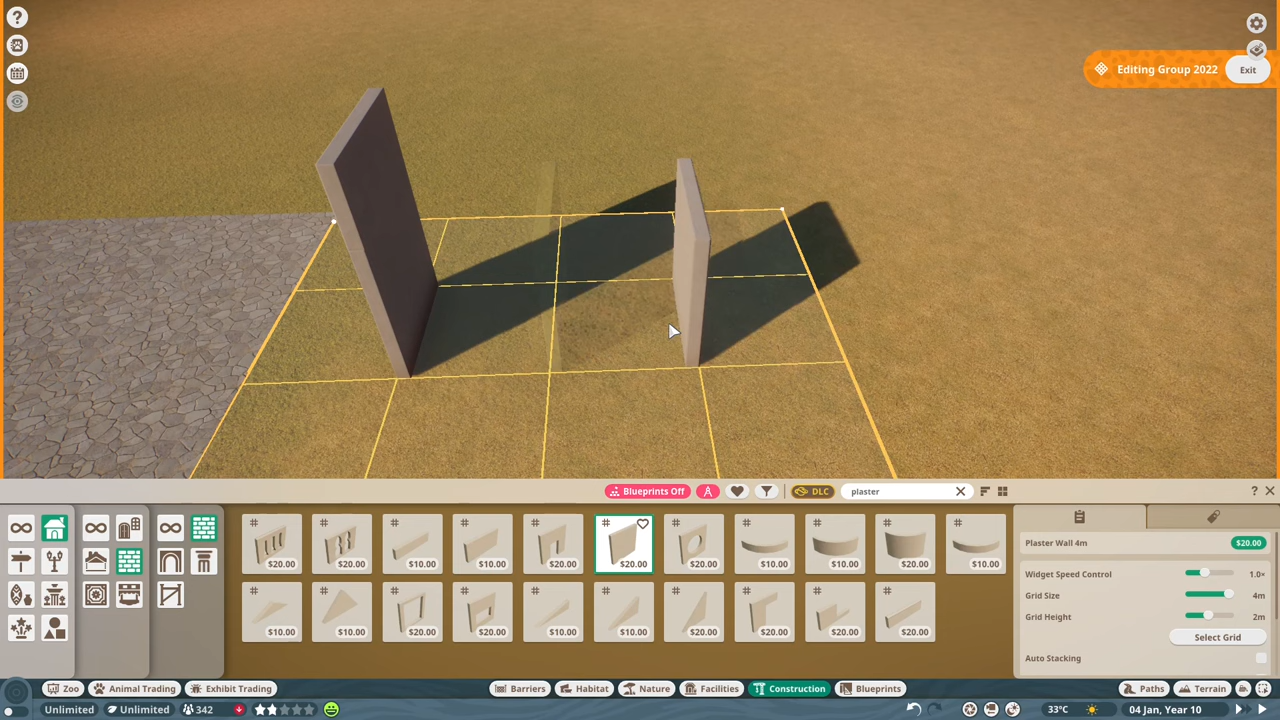 ?
Editing Group 2022
Exit
Blueprints Off
DLC
plaster
?
$20.00
$20.00
$10.00
$10.00
$20.00
$20.00
$20.00
$10.00
$10.00
$20.00
$10.00
$10.00
$10.00
$20.00
$20.00
$10.00
$10.00
$20.00
$20.00
$20.00
$20.00
Plaster Wall 4m
$20.00
Widget Speed Control
1.0×
Grid Size
4m
Grid Height
2m
Select Grid
Auto Stacking
Zoo
Animal Trading
Exhibit Trading
Barriers
Habitat
Nature
Facilities
Construction
Blueprints
Paths
Terrain
Unlimited
Unlimited
342
33°C
04 Jan, Year 10